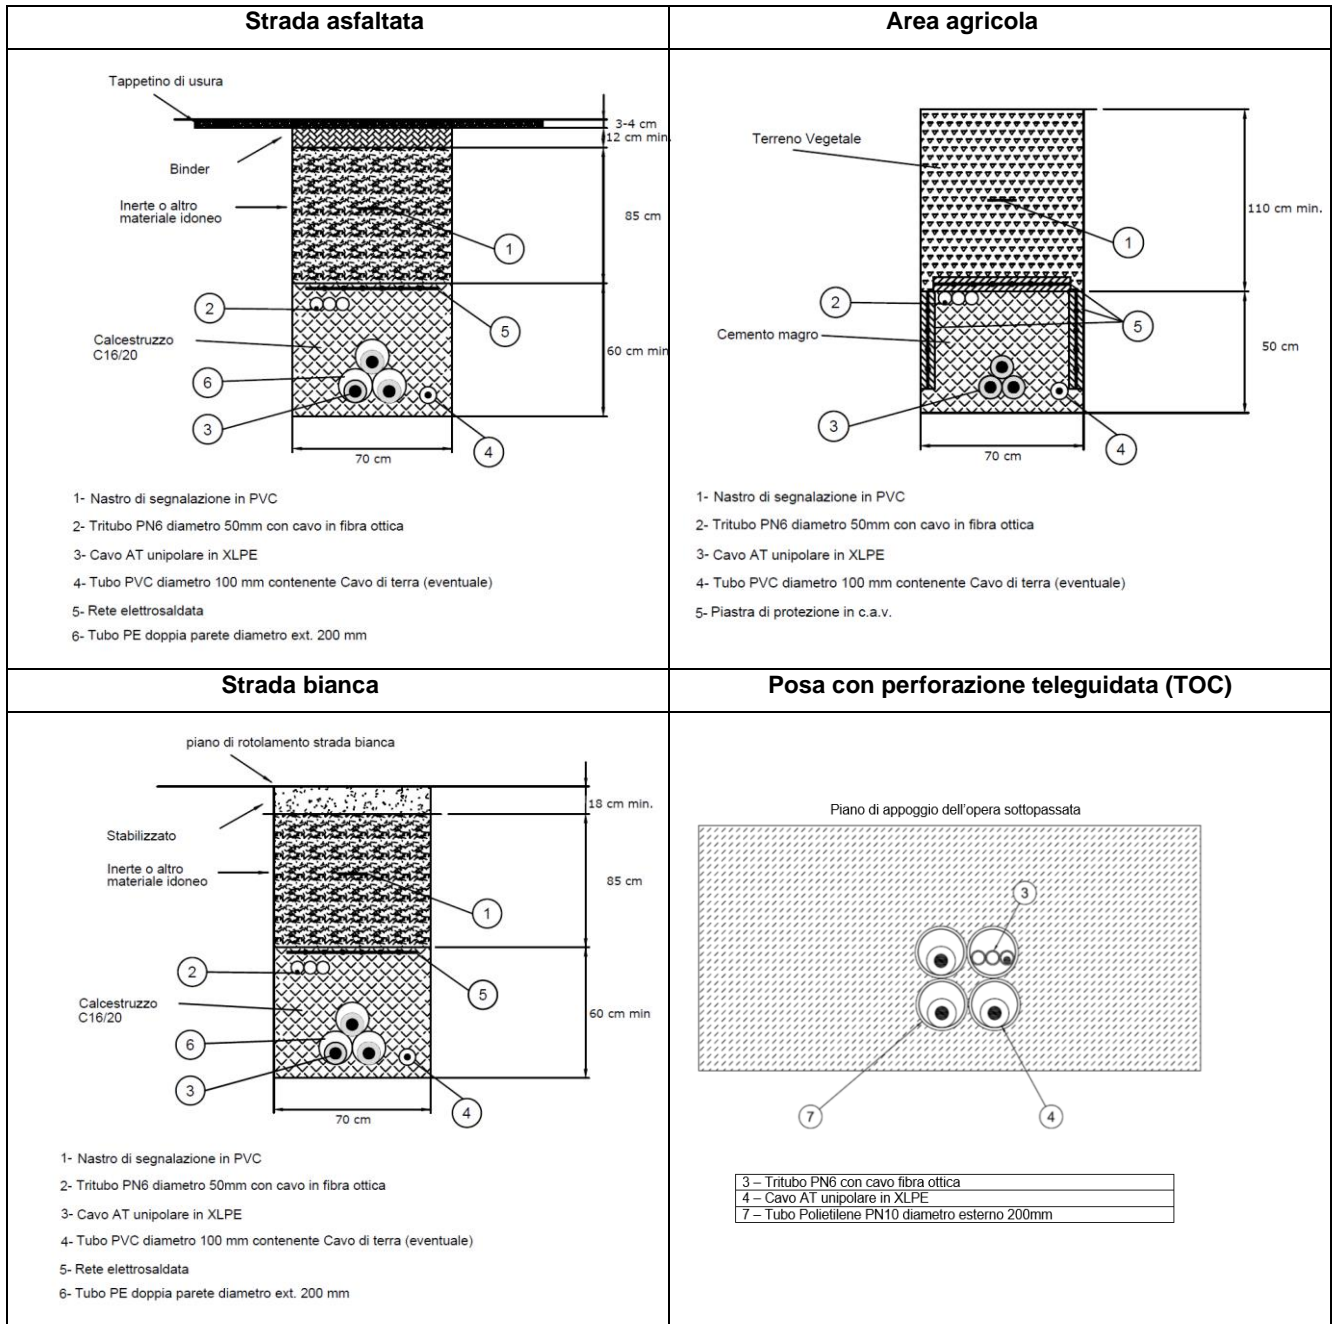 Strada asfaltata
Tappetino di usura
3-4 cm
12 cm min.
Binder
Inerte o altro
materiale idoneo
85 cm
1
2
5
Calcestruzzo
C16/20
60 cm min
6
3
4
70 cm
1- Nastro di segnalazione in PVC
2- Tritubo PN6 diametro 50mm con cavo in fibra ottica
3- Cavo AT unipolare in XLPE
4- Tubo PVC diametro 100 mm contenente Cavo di terra (eventuale)
5- Rete elettrosaldata
6- Tubo PE doppia parete diametro ext. 200 mm
Area agricola
Terreno Vegetale
110 cm min.
1
2
5
Cemento magro
50 cm
3
4
70 cm
1- Nastro di segnalazione in PVC
2- Tritubo PN6 diametro 50mm con cavo in fibra ottica
3- Cavo AT unipolare in XLPE
4- Tubo PVC diametro 100 mm contenente Cavo di terra (eventuale)
5- Piastra di protezione in c.a.v.
Strada bianca
piano di rotolamento strada bianca
18 cm min.
Stabilizzato
Inerte o altro
materiale idoneo
85 cm
1
2
5
Calcestruzzo
C16/20
60 cm min
6
3
4
70 cm
1- Nastro di segnalazione in PVC
2- Tritubo PN6 diametro 50mm con cavo in fibra ottica
3- Cavo AT unipolare in XLPE
4- Tubo PVC diametro 100 mm contenente Cavo di terra (eventuale)
5- Rete elettrosaldata
6- Tubo PE doppia parete diametro ext. 200 mm
Posa con perforazione teleguidata (TOC)
Piano di appoggio dell'opera sottopassata
3
7
4
3 – Tritubo PN6 con cavo fibra ottica
4 – Cavo AT unipolare in XLPE
7 – Tubo Polietilene PN10 diametro esterno 200mm